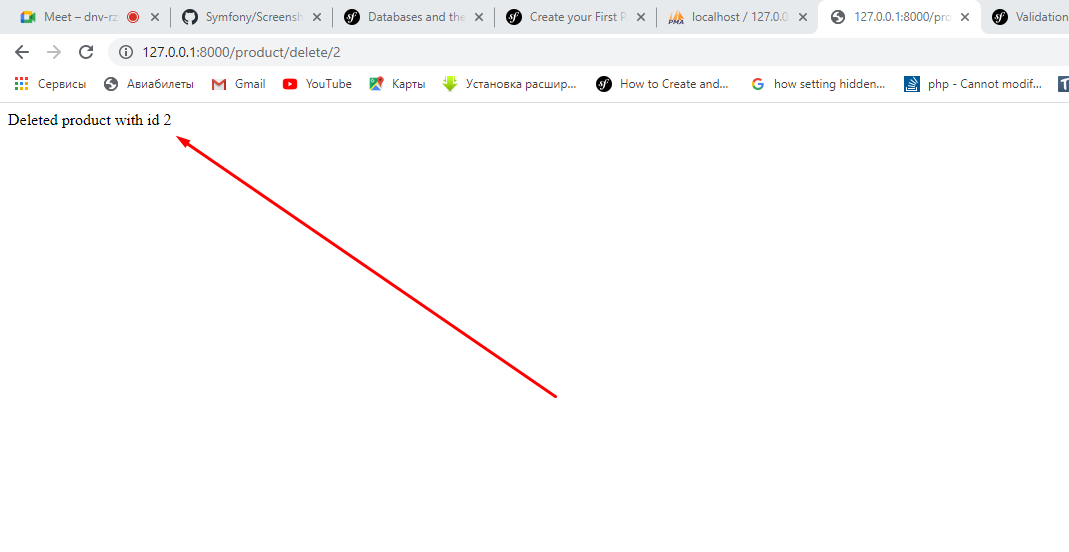 Meet – dnv-rz
Symfony/Screensh
Databases and the
Create your First P
localhost / 127.0.0
127.0.0.1:8000/pro
Validation
127.0.0.1:8000/product/delete/2
Сервисы
Авиабилеты
Gmail
YouTube
Карты
Установка расшир...
How to Create and...
how setting hidden...
php - Cannot modif...
Deleted product with id 2